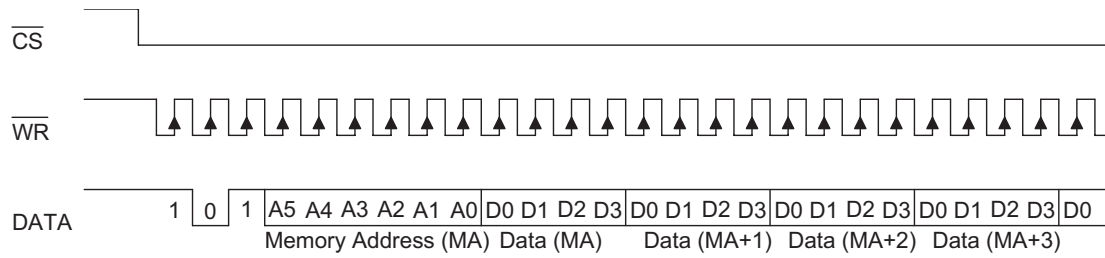 CS
WR
DATA 1 0 1 A5 A4 A3 A2 A1 A0 D0 D1 D2 D3 D0 D1 D2 D3 D0 D1 D2 D3 D0 D1 D2 D3 D0
Memory Address (MA) Data (MA) Data (MA+1) Data (MA+2) Data (MA+3)